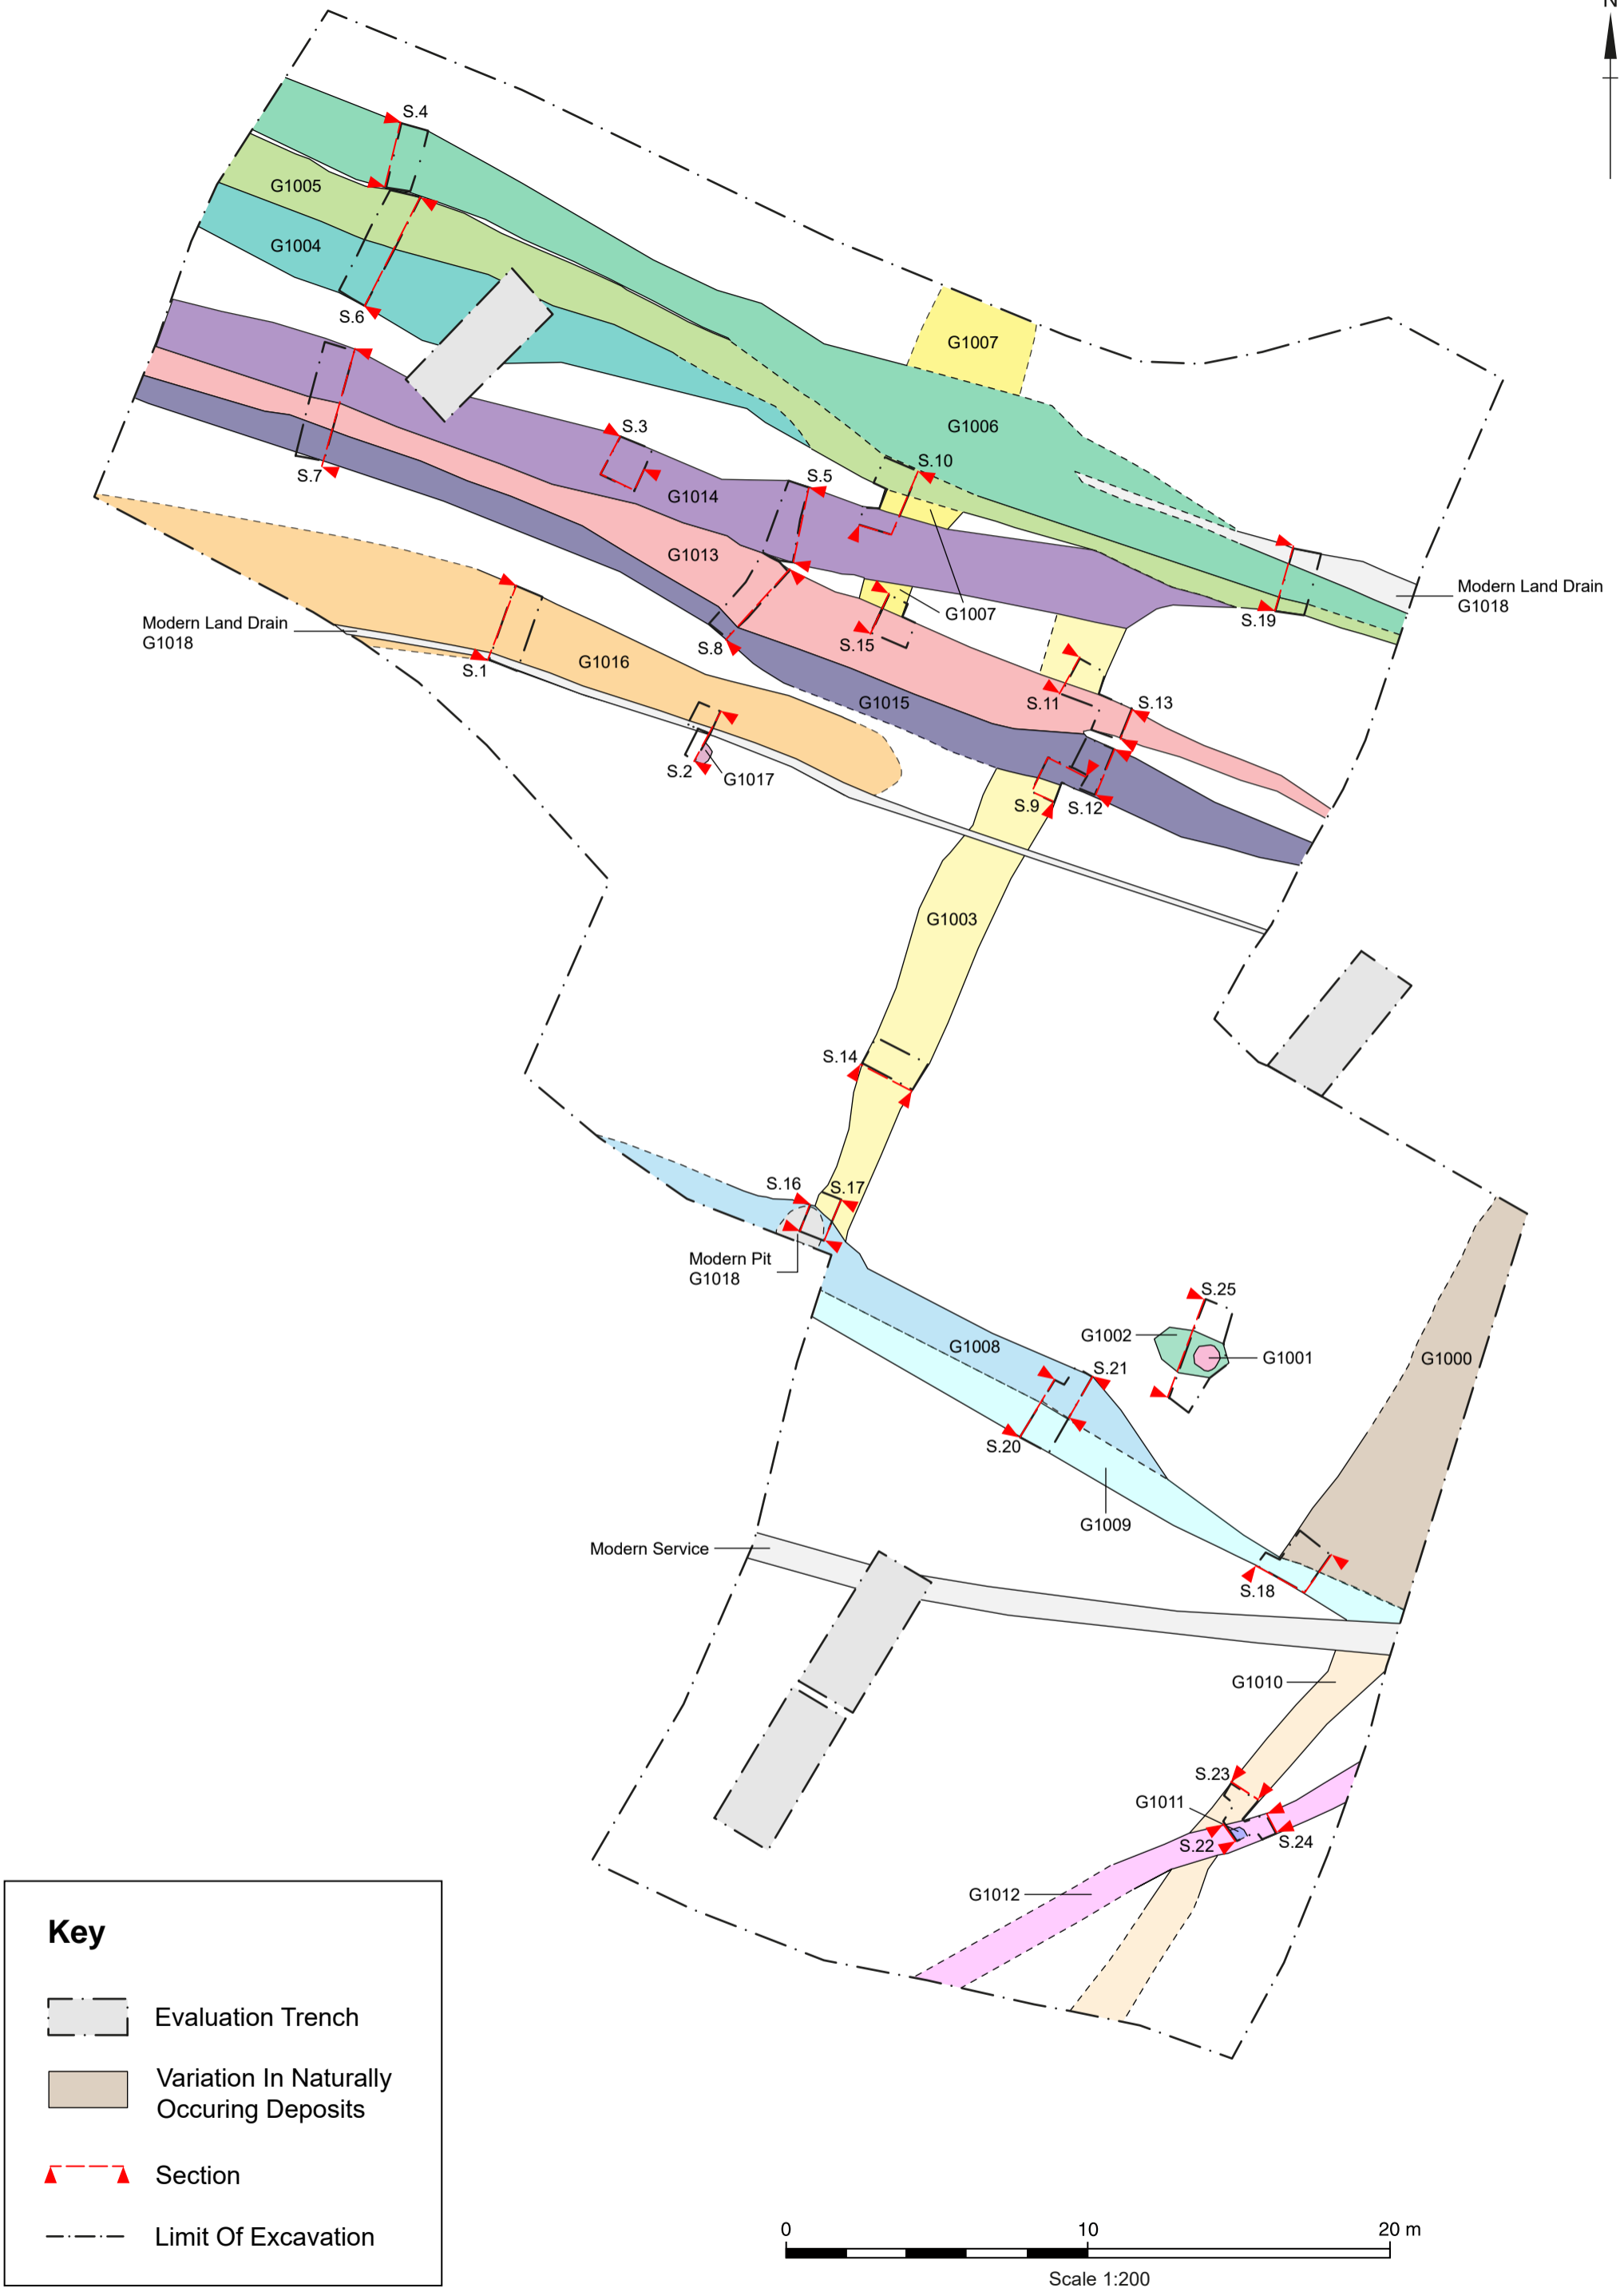 N
S.4
G1005
G1004
S.6
G1007
G1006
S.3
S.10
S.5
S.7
G1014
G1013
Modern Land Drain
G1018
G1007
S.19
Modern Land Drain
G1018
S.15
S.8
S.1
G1016
G1015
S.11
S.13
S.2
G1017
S.9
S.12
G1003
S.14
S.16
S.17
Modern Pit
G1018
S.25
G1002
G1001
G1008
G1000
S.21
S.20
G1009
Modern Service
S.18
G1010
S.23
G1011
S.22
S.24
G1012
Key
Evaluation Trench
Variation In Naturally
Occuring Deposits
Section
Limit Of Excavation
0
10
20 m
Scale 1:200